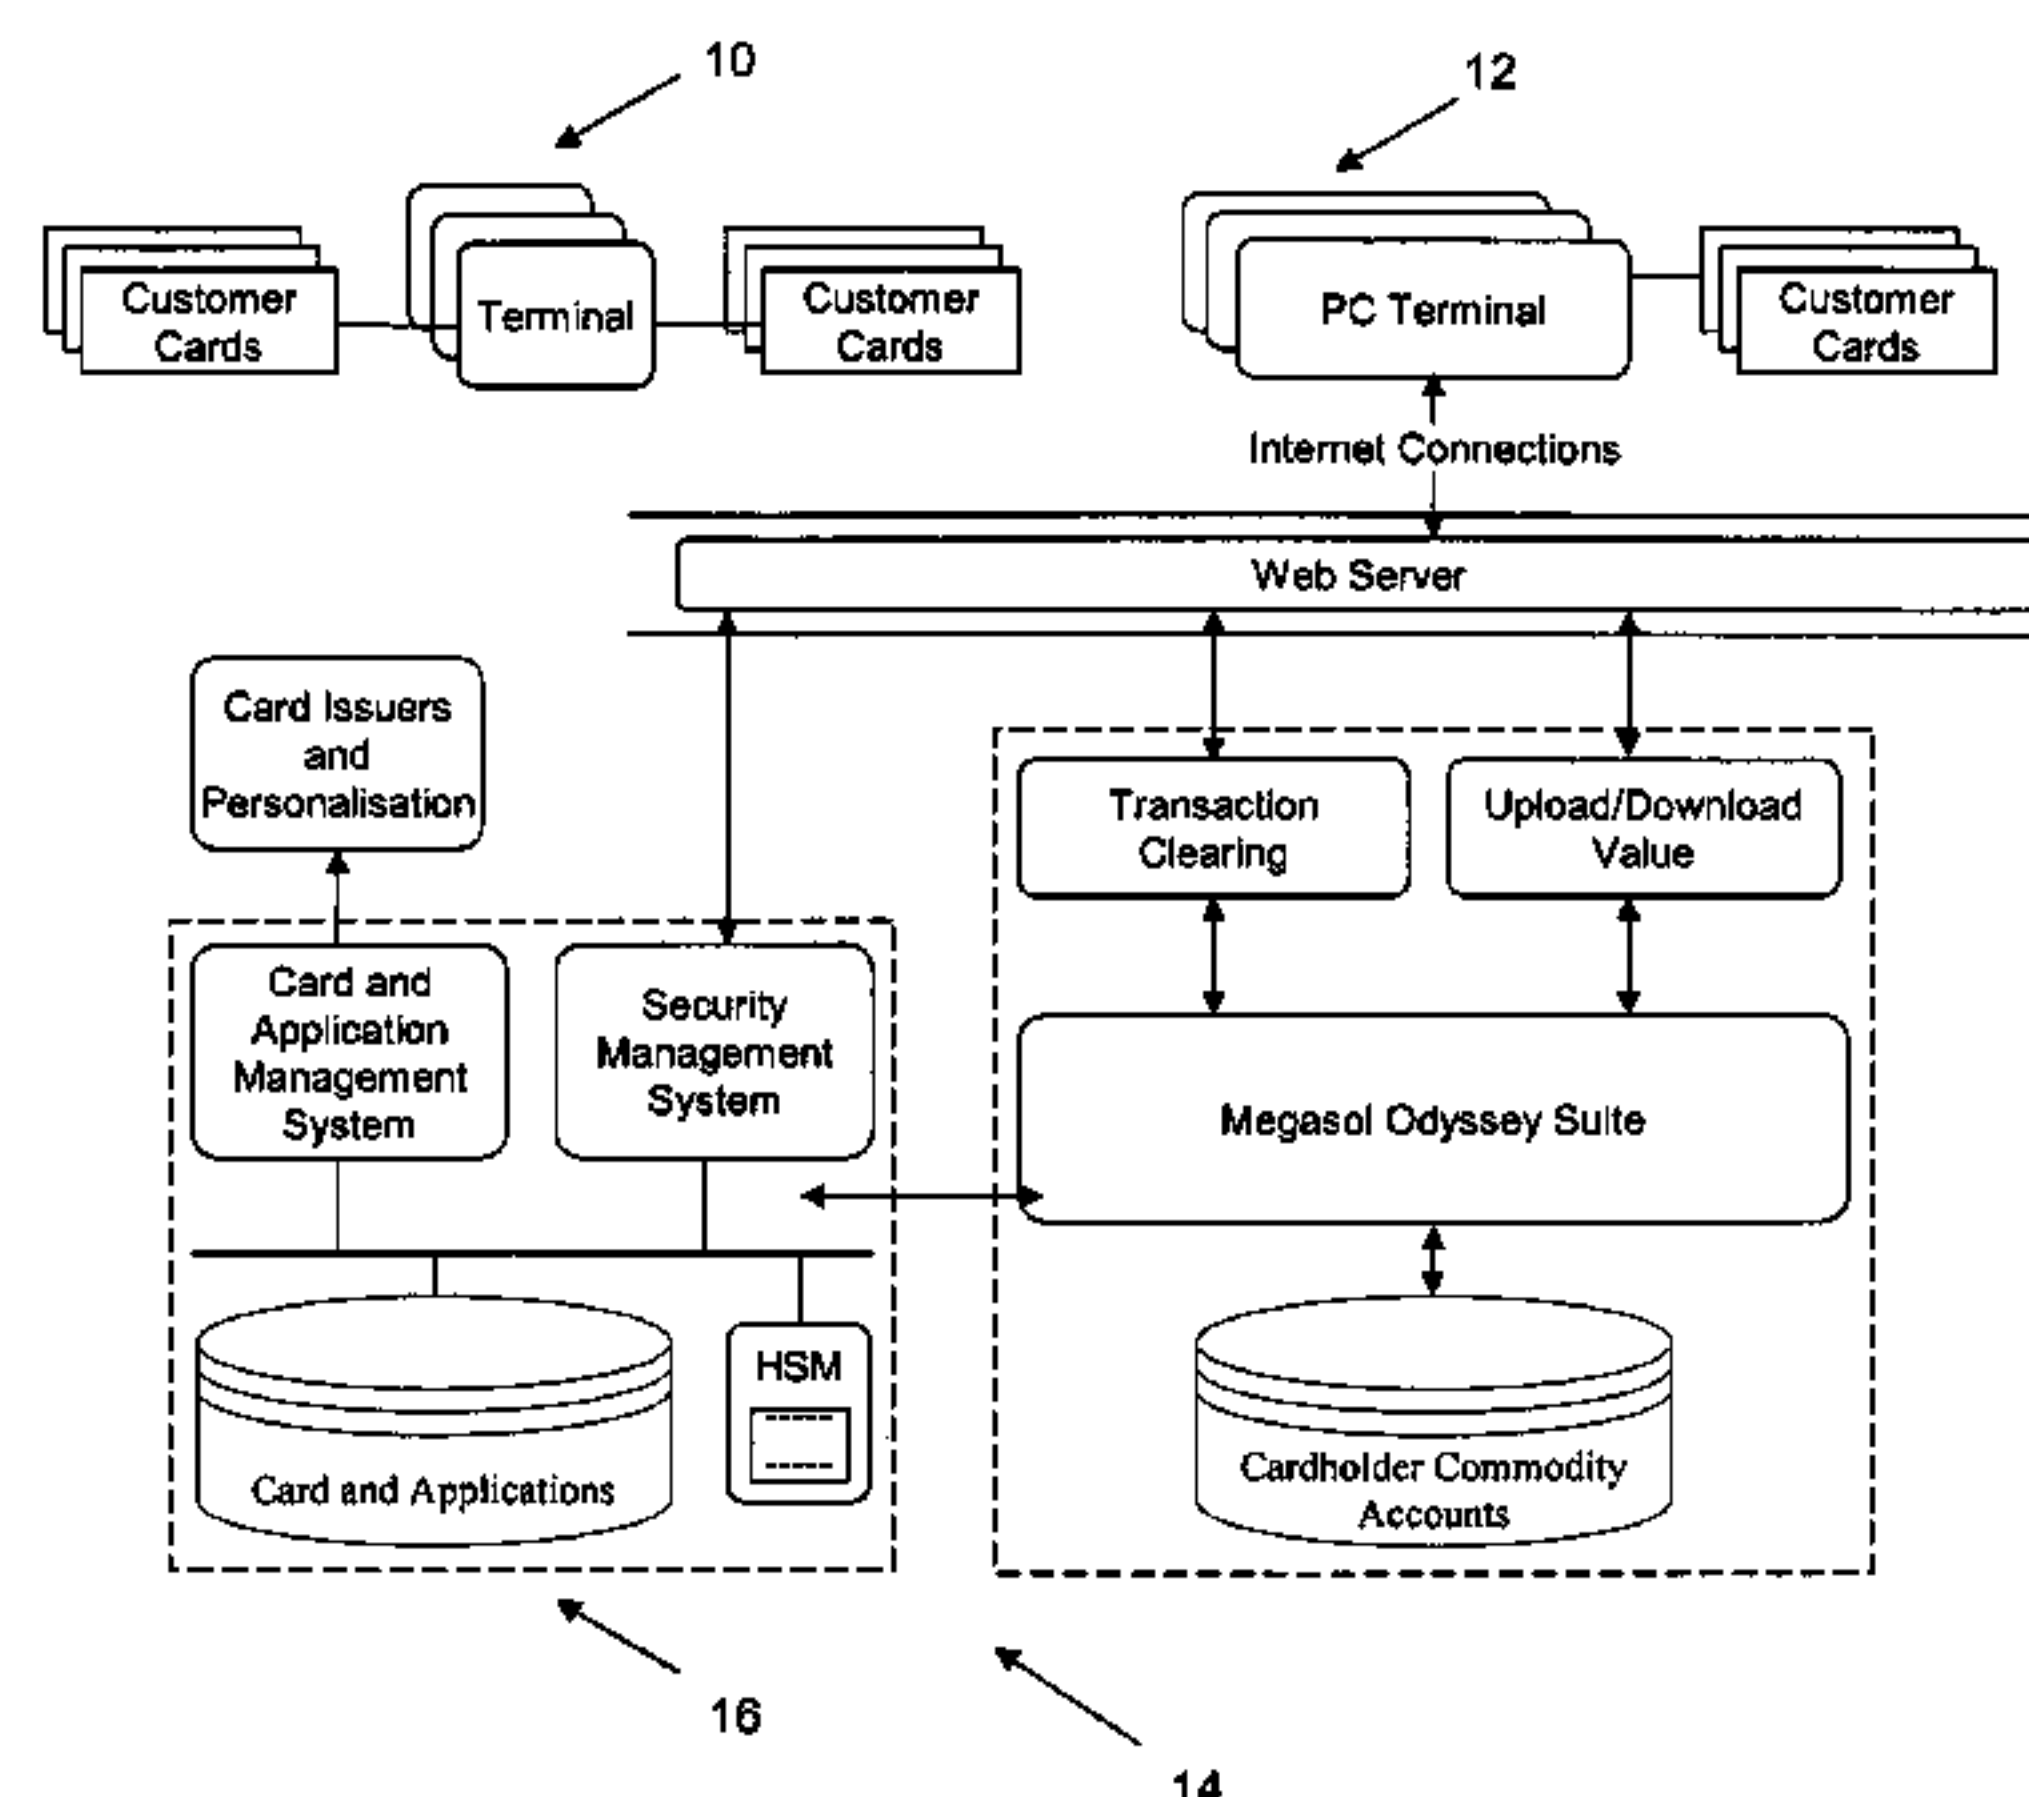 10
12
Customer
Cards
Terminal
Customer
Cards
PC Terminal
Customer
Cards
Internet Connections
Web Server
Card Issuers
and
Personalisation
Transaction
Clearing
Upload/Download
Value
Card and
Application
Management
System
Security
Management
System
Megasol Odyssey Suite
HSM
Card and Applications
Cardholder Commodity
Accounts
16
14